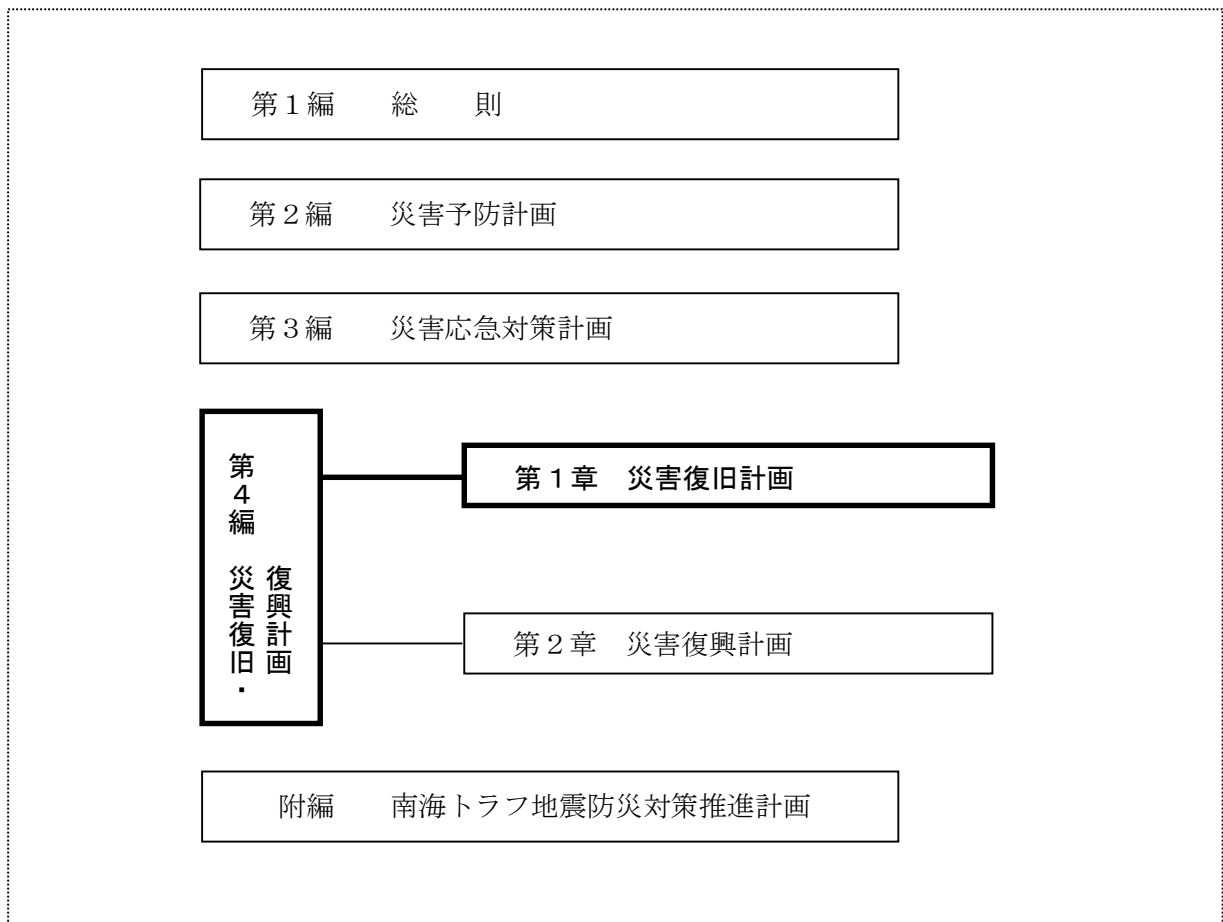 第１編　　総　　則
第２編　　災害予防計画
第３編　　災害応急対策計画
第４編　災害復旧・
復興計画
第１章　災害復旧計画
第２章　災害復興計画
附編　　南海トラフ地震防災対策推進計画